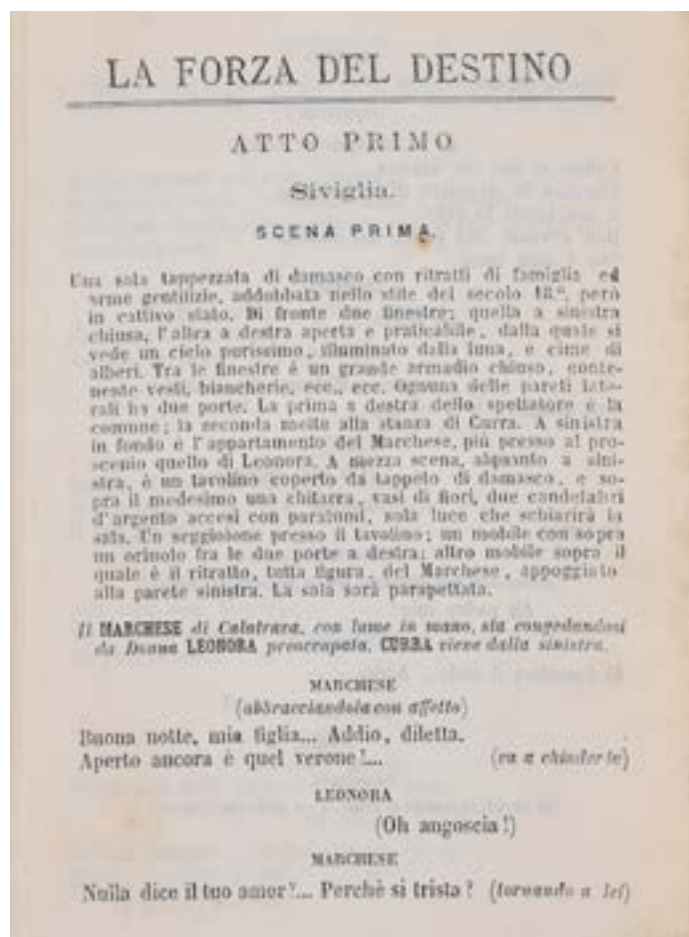 LA FORZA DEL DESTINO
ATTO PRIMO
Siviglia.
SCENA PRIMA.
Una sala tappezzata di damasco con ritratti di famiglia ed
arme gentilizie, addobbata nello stile del secolo 18.°, però
in cattivo stato. Di fronte due finestre; quella a sinistra
chiusa, l'altra a destra aperta e praticabile, dalla quale si
vede un cielo purissimo, illuminato dalla luna, e cime di
alberi. Tra le finestre è un grande armadio chiuso, conte-
nente vesti, biancherie, ecc., ecc. Ognuna delle pareti late-
rali ha due porte. La prima a destra dello spettatore è la
comune; la seconda mette alla stanza di Curra. A sinistra
in fondo è l'appartamento del Marchese, più presso al pro-
scenio quello di Leonora. A mezza scena, alquanto a sini-
stra, è un tavolino coperto da tappeto di damasco, e so-
pra il medesimo una chitarra, vasi di fiori, due candelabri
d'argento accesi con paralumi, sola luce che schiarirà la
sala. Un seggiolone presso il tavolino; un mobile con sopra
un oriuolo fra le due porte a destra; altro mobile sopra il
quale è il ritratto, tutta figura, del Marchese, appoggiato
alla parete sinistra. La sala sarà parapettata.
Il MARCHESE di Calatrava, con lume in mano, sta congedandosi
da Donna LEONORA preoccupata. CURRA viene dalla sinistra.
MARCHESE
(abbracciandola con affetto)
Buona notte, mia figlia... Addio, diletta.
Aperto ancora è quel verone!... (va a chiuderlo)
LEONORA
(Oh angoscia!)
MARCHESE
Nulla dice il tuo amor?... Perchè sì trista? (tornando a lei)